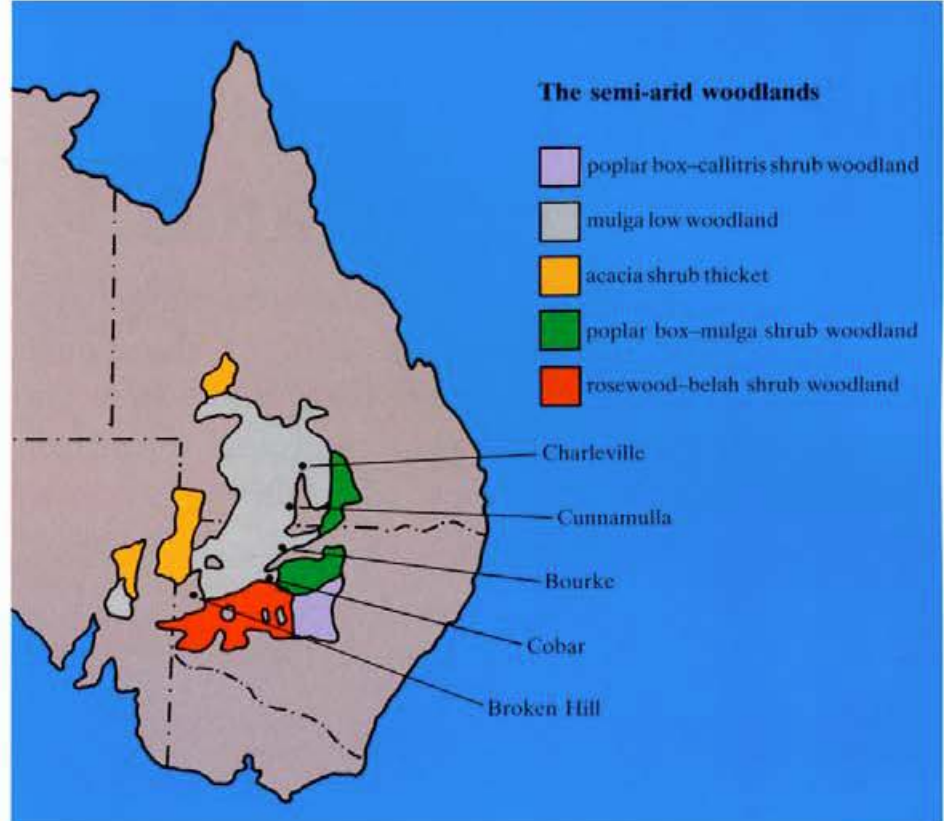 The semi-arid woodlands
poplar box–callitris shrub woodland
mulga low woodland
acacia shrub thicket
poplar box–mulga shrub woodland
rosewood–belah shrub woodland
Charleville
Cunnamulla
Bourke
Cobar
Broken Hill